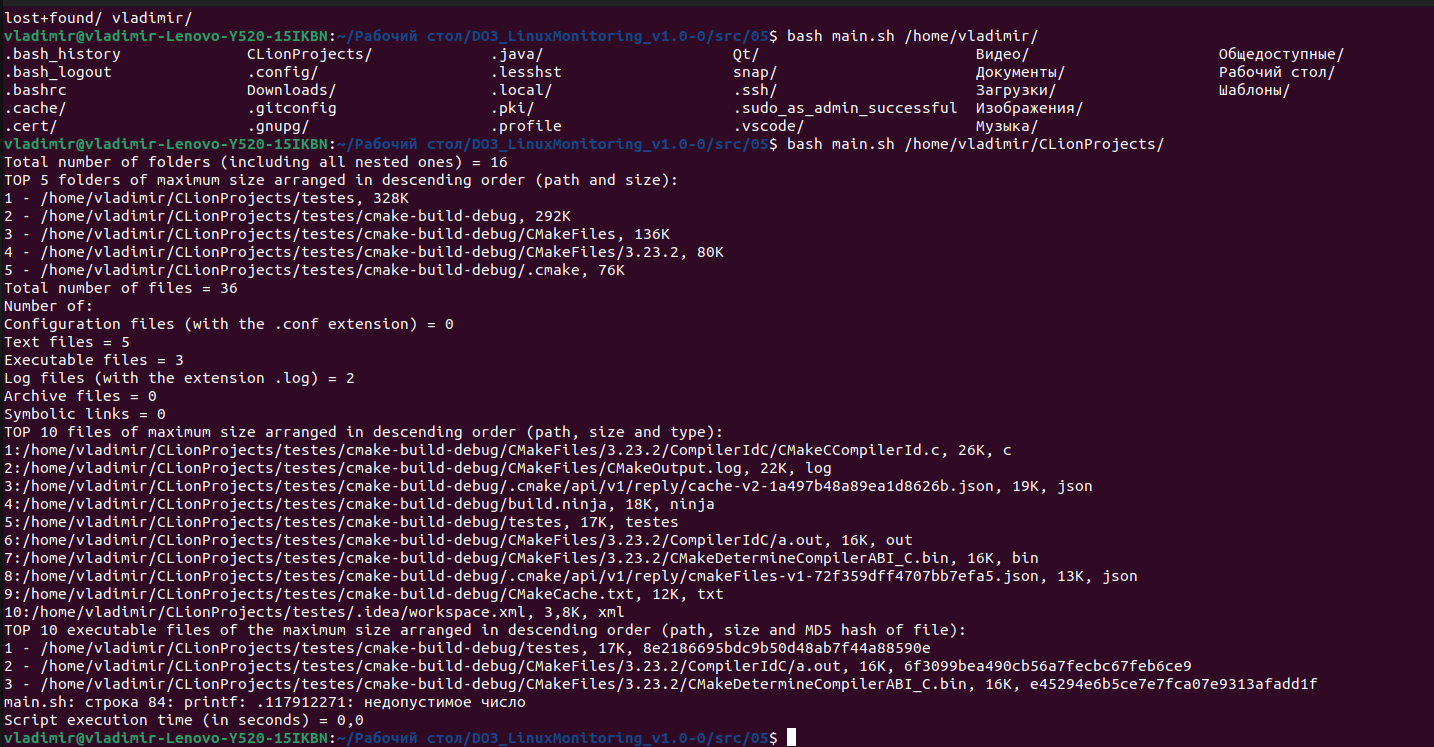 lost+found/ vladimir/
vladimir@vladimir-Lenovo-Y520-15IKBN:~/Рабочий стол/DO3_LinuxMonitoring_v1.0-0/src/05$ bash main.sh /home/vladimir/
.bash_history CLionProjects/ .java/ Qt/ Видео/ Общедоступные/
.bash_logout .config/ .lesshst snap/ Документы/ Рабочий стол/
.bashrc Downloads/ .local/ .ssh/ Загрузки/ Шаблоны/
.cache/ .gitconfig .pki/ .sudo_as_admin_successful Изображения/
.cert/ .gnupg/ .profile .vscode/ Музыка/
vladimir@vladimir-Lenovo-Y520-15IKBN:~/Рабочий стол/DO3_LinuxMonitoring_v1.0-0/src/05$ bash main.sh /home/vladimir/CLionProjects/
Total number of folders (including all nested ones) = 16
TOP 5 folders of maximum size arranged in descending order (path and size):
1 - /home/vladimir/CLionProjects/testes, 328K
2 - /home/vladimir/CLionProjects/testes/cmake-build-debug, 292K
3 - /home/vladimir/CLionProjects/testes/cmake-build-debug/CMakeFiles, 136K
4 - /home/vladimir/CLionProjects/testes/cmake-build-debug/CMakeFiles/3.23.2, 80K
5 - /home/vladimir/CLionProjects/testes/cmake-build-debug/.cmake, 76K
Total number of files = 36
Number of:
Configuration files (with the .conf extension) = 0
Text files = 5
Executable files = 3
Log files (with the extension .log) = 2
Archive files = 0
Symbolic links = 0
TOP 10 files of maximum size arranged in descending order (path, size and type):
1:/home/vladimir/CLionProjects/testes/cmake-build-debug/CMakeFiles/3.23.2/CompilerIdC/CMakeCCompilerId.c, 26K, c
2:/home/vladimir/CLionProjects/testes/cmake-build-debug/CMakeFiles/CMakeOutput.log, 22K, log
3:/home/vladimir/CLionProjects/testes/cmake-build-debug/.cmake/api/v1/reply/cache-v2-1a497b48a89ea1d8626b.json, 19K, json
4:/home/vladimir/CLionProjects/testes/cmake-build-debug/build.ninja, 18K, ninja
5:/home/vladimir/CLionProjects/testes/cmake-build-debug/testes, 17K, testes
6:/home/vladimir/CLionProjects/testes/cmake-build-debug/CMakeFiles/3.23.2/CompilerIdC/a.out, 16K, out
7:/home/vladimir/CLionProjects/testes/cmake-build-debug/CMakeFiles/3.23.2/CMakeDetermineCompilerABI_C.bin, 16K, bin
8:/home/vladimir/CLionProjects/testes/cmake-build-debug/.cmake/api/v1/reply/cmakeFiles-v1-72f359dff4707bb7efa5.json, 13K, json
9:/home/vladimir/CLionProjects/testes/cmake-build-debug/CMakeCache.txt, 12K, txt
10:/home/vladimir/CLionProjects/testes/.idea/workspace.xml, 3,8K, xml
TOP 10 executable files of the maximum size arranged in descending order (path, size and MD5 hash of file):
1 - /home/vladimir/CLionProjects/testes/cmake-build-debug/testes, 17K, 8e2186695bdc9b50d48ab7f44a88590e
2 - /home/vladimir/CLionProjects/testes/cmake-build-debug/CMakeFiles/3.23.2/CompilerIdC/a.out, 16K, 6f3099bea490cb56a7fecbc67feb6ce9
3 - /home/vladimir/CLionProjects/testes/cmake-build-debug/CMakeFiles/3.23.2/CMakeDetermineCompilerABI_C.bin, 16K, e45294e6b5ce7e7fca07e9313afadd1f
main.sh: строка 84: printf: .117912271: недопустимое число
Script execution time (in seconds) = 0,0
vladimir@vladimir-Lenovo-Y520-15IKBN:~/Рабочий стол/DO3_LinuxMonitoring_v1.0-0/src/05$